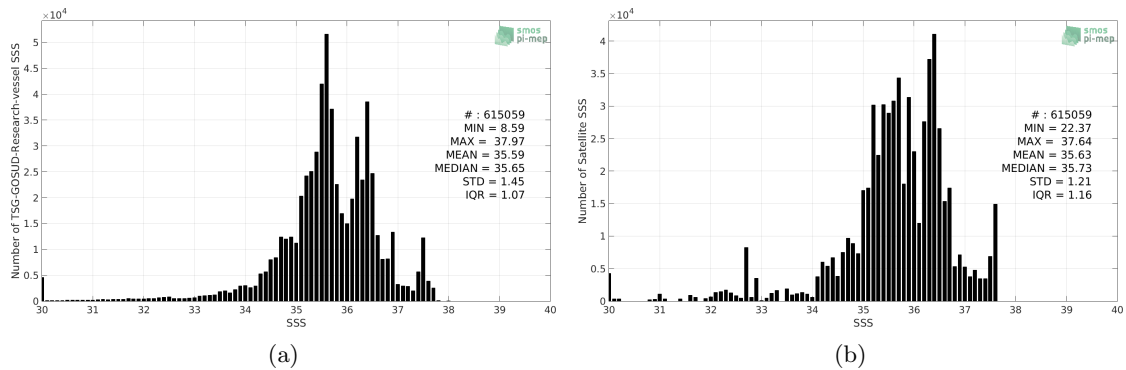 ×10⁴
smos
pi-mep
5
4.5
4
3.5
3
2.5
2
1.5
1
0.5
0
Number of TSG-GOSUD-Research-vessel SSS
# : 615059
MIN = 8.59
MAX = 37.97
MEAN = 35.59
MEDIAN = 35.65
STD = 1.45
IQR = 1.07
30 31 32 33 34 35 36 37 38 39 40
SSS
(a)
×10⁴
smos
pi-mep
4
3.5
3
2.5
2
1.5
1
0.5
0
Number of Satellite SSS
# : 615059
MIN = 22.37
MAX = 37.64
MEAN = 35.63
MEDIAN = 35.73
STD = 1.21
IQR = 1.16
30 31 32 33 34 35 36 37 38 39 40
SSS
(b)